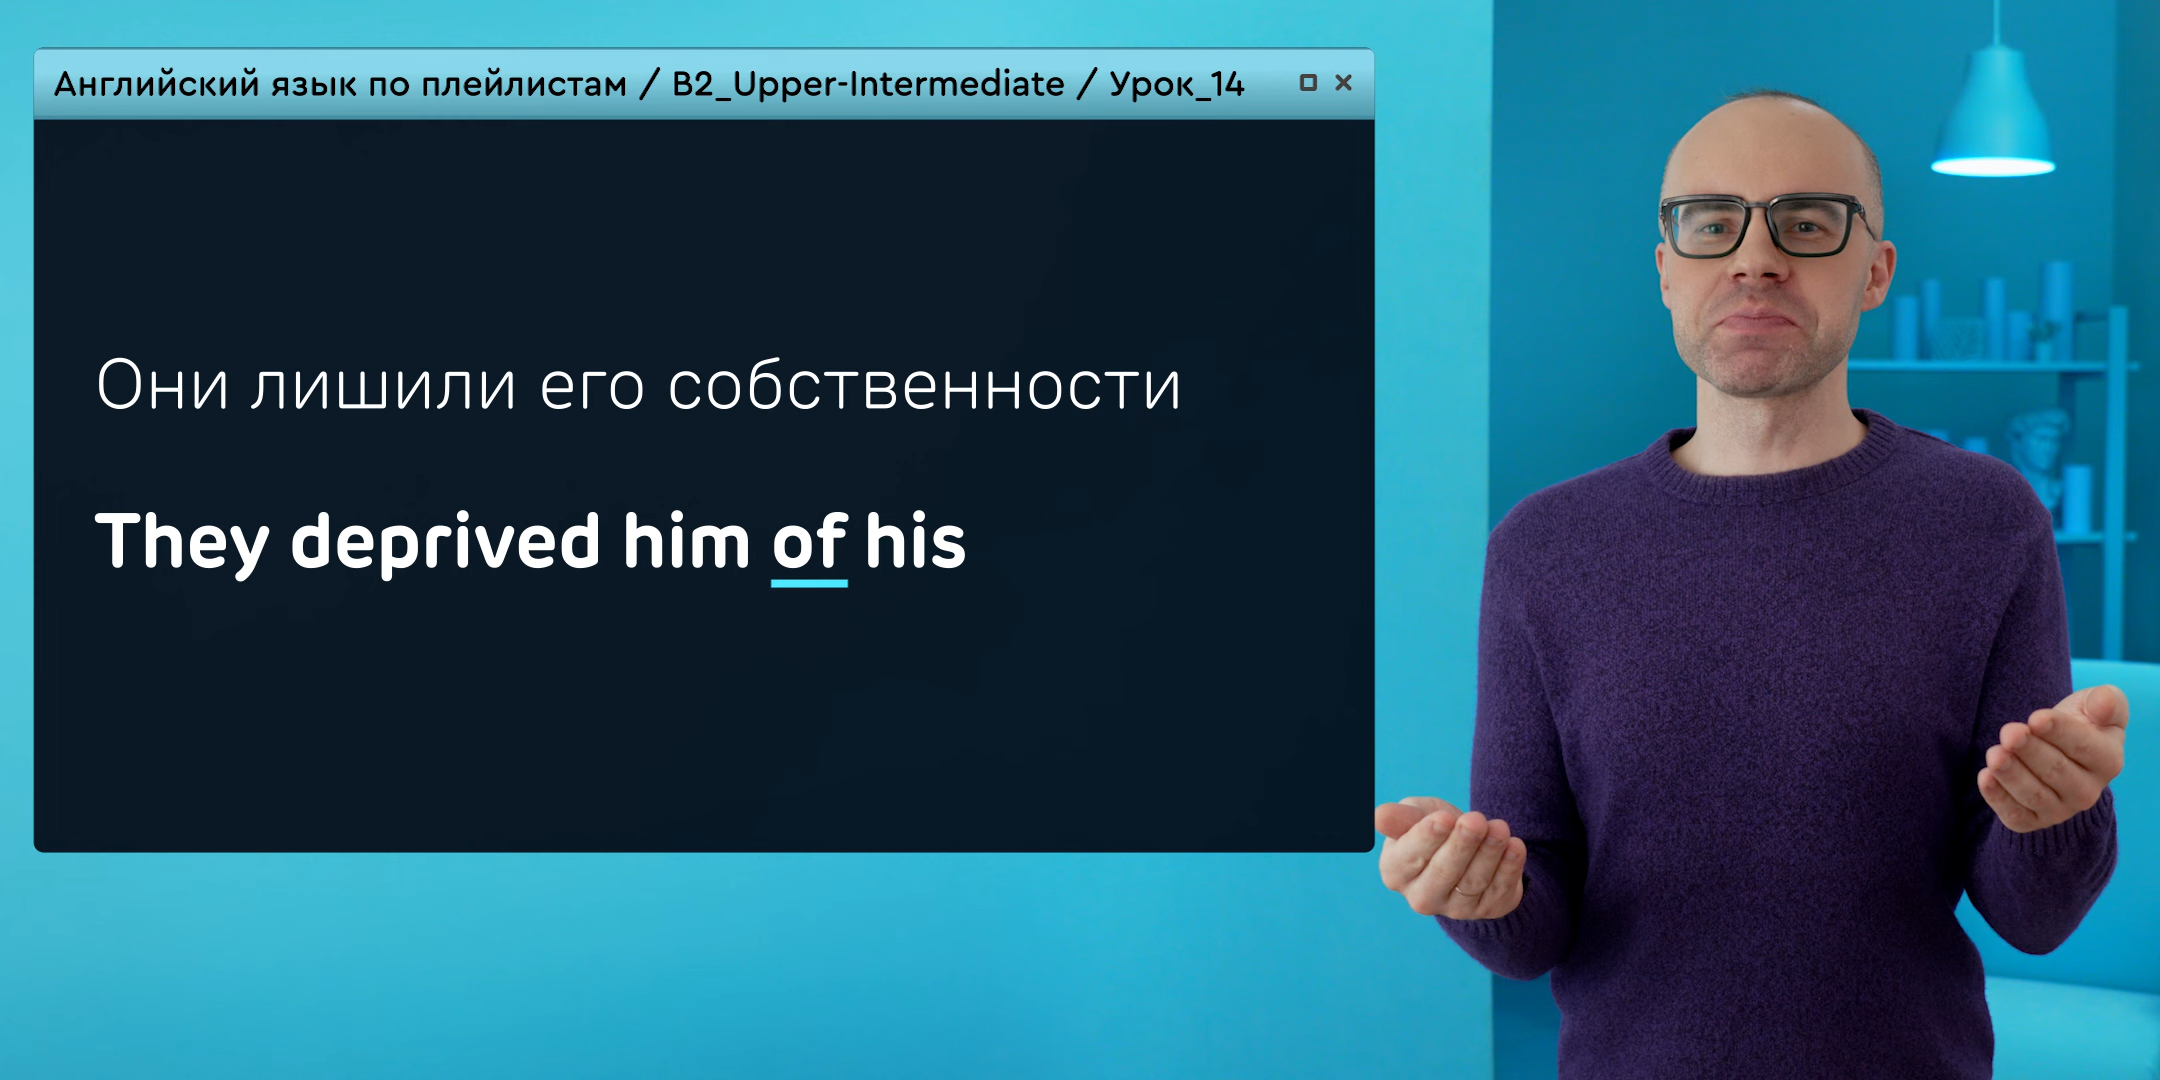 Английский язык по плейлистам / B2_Upper-Intermediate / Урок_14
Они лишили его собственности
They deprived him of his